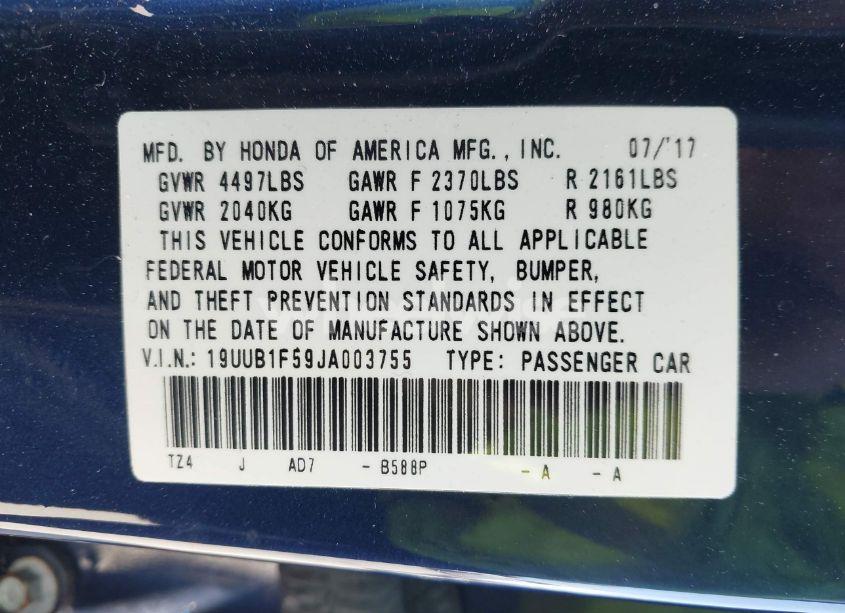 MFD. BY HONDA OF AMERICA MFG., INC. 07/'17
GVWR 4497LBS GAWR F 2370LBS R 2161LBS
GVWR 2040KG GAWR F 1075KG R 980KG
THIS VEHICLE CONFORMS TO ALL APPLICABLE
FEDERAL MOTOR VEHICLE SAFETY, BUMPER,
AND THEFT PREVENTION STANDARDS IN EFFECT
ON THE DATE OF MANUFACTURE SHOWN ABOVE.
V.I.N.: 19UUB1F59JA003755 TYPE: PASSENGER CAR
TZ4 J AD7 - B588P - A - A